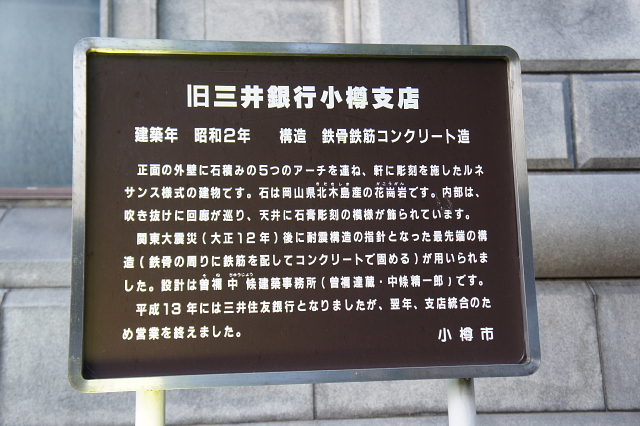 旧三井銀行小樽支店
建築年　昭和2年　構造　鉄骨鉄筋コンクリート造
正面の外壁に石積みの5つのアーチを連ね、軒に彫刻を施したルネ
サンス様式の建物です。石は岡山県北木島産の花崗岩です。内部は、
吹き抜けに回廊が巡り、天井に石膏彫刻の模様が飾られています。
関東大震災(大正12年)後に耐震構造の指針となった最先端の構
造(鉄骨の周りに鉄筋を配してコンクリートで固める)が用いられま
した。設計は曾禰中條建築事務所(曾禰達蔵・中條精一郎)です。
平成13年には三井住友銀行となりましたが、翌年、支店統合のた
め営業を終えました。　小樽市